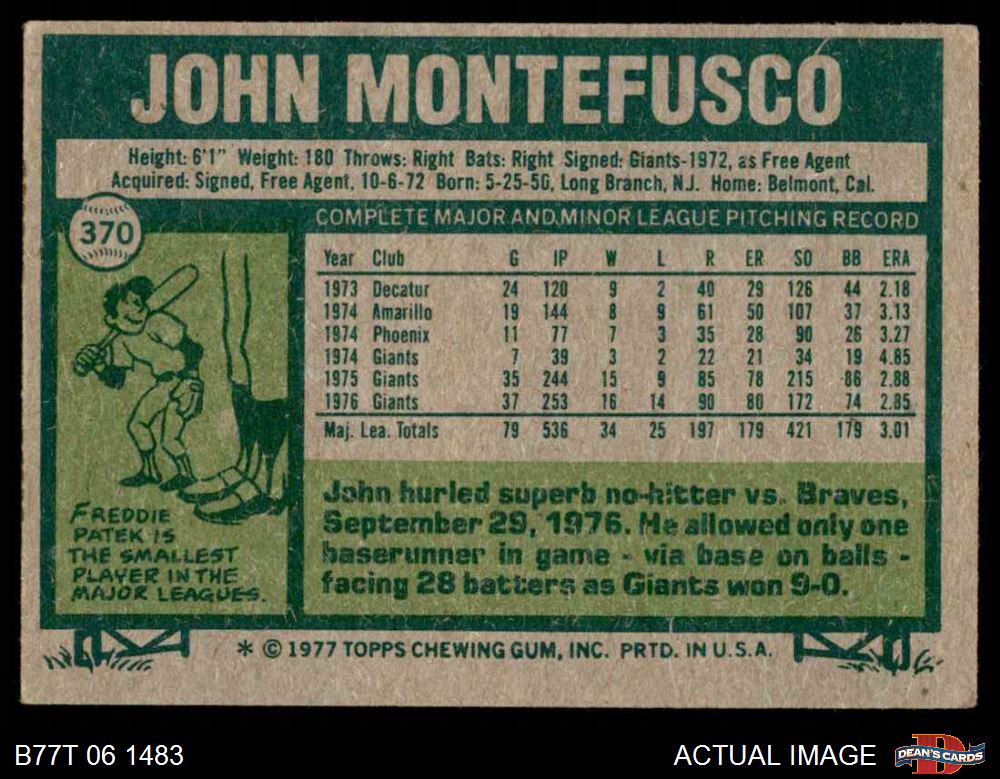 JOHN MONTEFUSCO
Height: 6'1" Weight: 180 Throws: Right Bats: Right Signed: Giants-1972, as Free Agent
Acquired: Signed, Free Agent, 10-6-72 Born: 5-25-50, Long Branch, NJ. Home: Belmont, Cal.
370
COMPLETE MAJOR AND MINOR LEAGUE PITCHING RECORD
Year Club G IP W L R ER SO BB ERA
1973 Decatur 24 120 9 2 40 29 126 44 2.18
1974 Amarillo 19 144 8 9 61 50 107 37 3.13
1974 Phoenix 11 77 7 3 35 28 90 26 3.27
1974 Giants 7 39 3 2 22 21 34 19 4.85
1975 Giants 35 244 15 9 85 78 215 86 2.88
1976 Giants 37 253 16 14 90 80 172 74 2.85
Maj. Lea. Totals 79 536 34 25 197 179 421 179 3.01
FREDDIE
PATEK IS
THE SMALLEST
PLAYER IN THE
MAJOR LEAGUES.
John hurled superb no-hitter vs. Braves,
September 29, 1976. He allowed only one
baserunner in game - via base on balls -
facing 28 batters as Giants won 9-0.
* © 1977 TOPPS CHEWING GUM, INC. PRTD. IN U.S.A.
B77T 06 1483
ACTUAL IMAGE
D's
DEAN'S CARDS